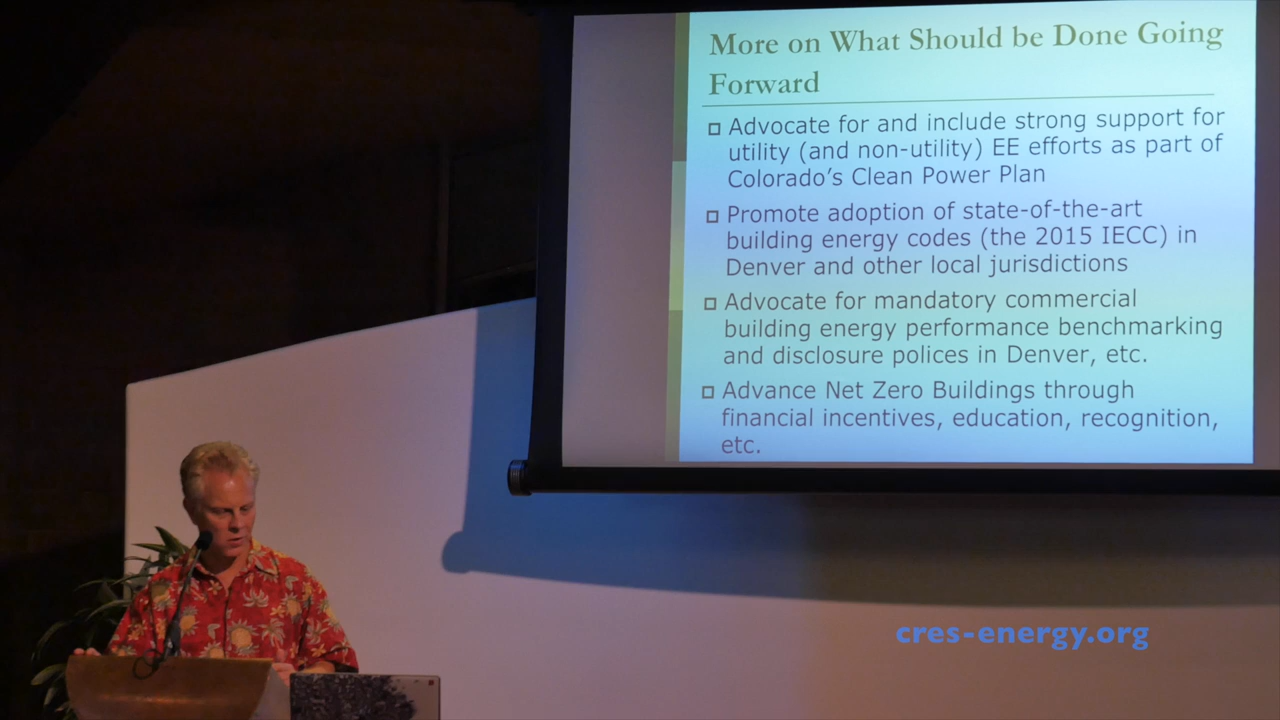 More on What Should be Done Going
Forward
Advocate for and include strong support for
utility (and non-utility) EE efforts as part of
Colorado's Clean Power Plan
Promote adoption of state-of-the-art
building energy codes (the 2015 IECC) in
Denver and other local jurisdictions
Advocate for mandatory commercial
building energy performance benchmarking
and disclosure polices in Denver, etc.
Advance Net Zero Buildings through
financial incentives, education, recognition,
etc.
cres-energy.org